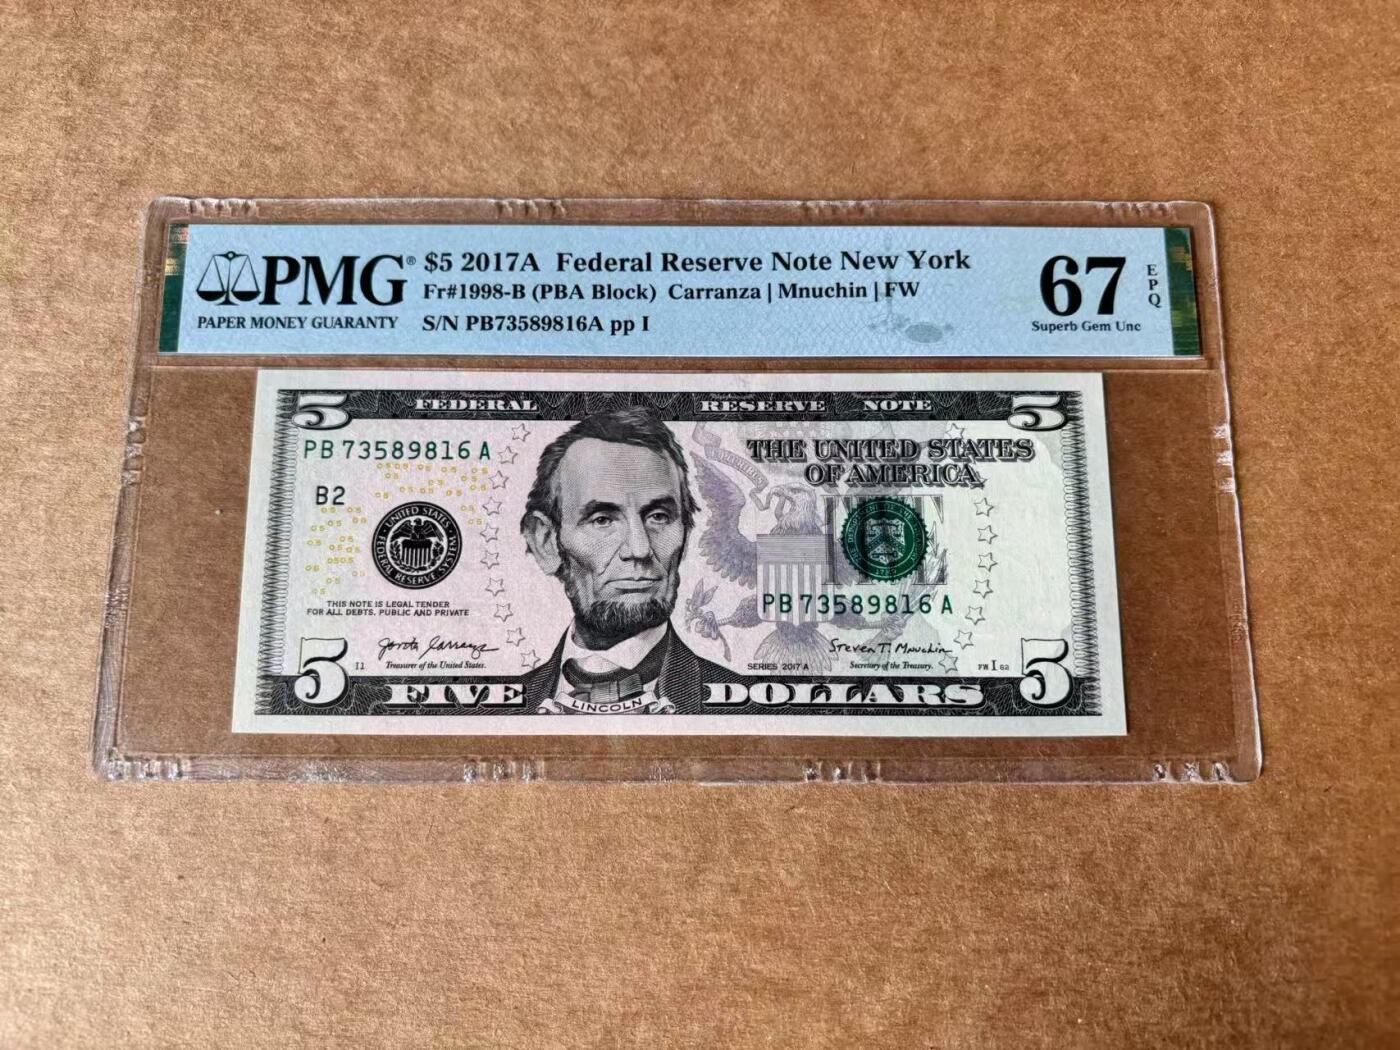 PMG®
PAPER MONEY GUARANTY
$5 2017A Federal Reserve Note New York
Fr#1998-B (PBA Block) Carranza | Mnuchin | FW
S/N PB73589816A pp I
67
EPQ
Superb Gem Unc
5
FEDERAL RESERVE NOTE
5
PB 73589816 A
THE UNITED STATES
OF AMERICA
B2
UNITED STATES
FEDERAL RESERVE SYSTEM
THIS NOTE IS LEGAL TENDER
FOR ALL DEBTS, PUBLIC AND PRIVATE
PB 73589816 A
Treasurer of the United States.
I1
SERIES 2017 A
Steven T. Mnuchin
Secretary of the Treasury.
FW I 62
5
FIVE
LINCOLN
DOLLARS
5